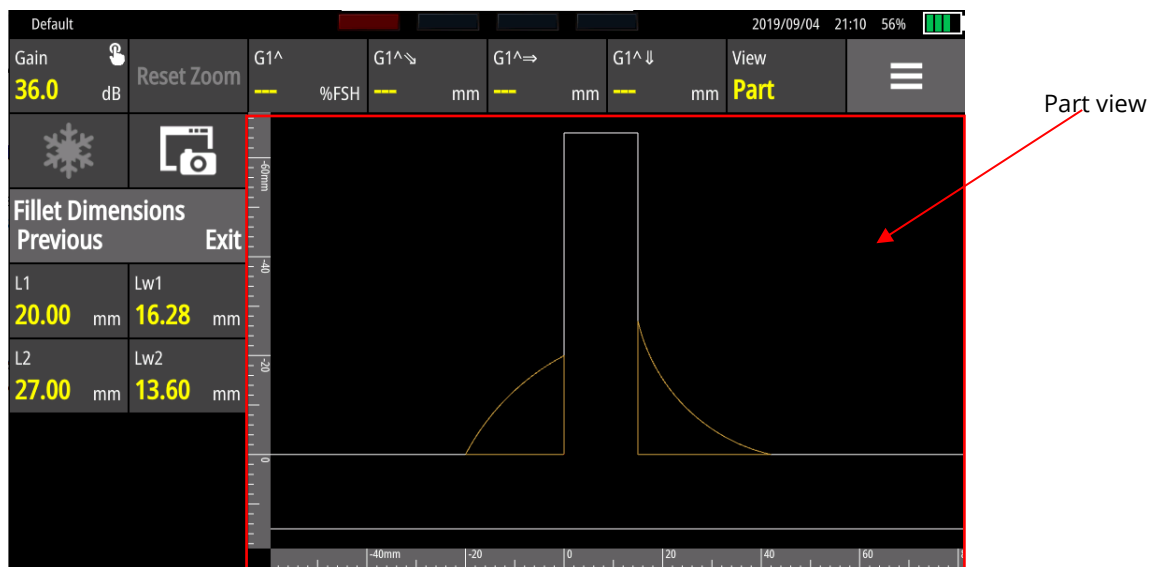 Default 2019/09/04 21:10 56%
Gain Reset Zoom G1^ G1^⇘ G1^⇒ G1^⇓ View
36.0 dB --- %FSH --- mm --- mm --- mm Part
Part view
Fillet Dimensions
Previous Exit
L1 Lw1
20.00 mm 16.28 mm
L2 Lw2
27.00 mm 13.60 mm
-60mm
-40
-20
0
-40mm -20 0 20 40 60